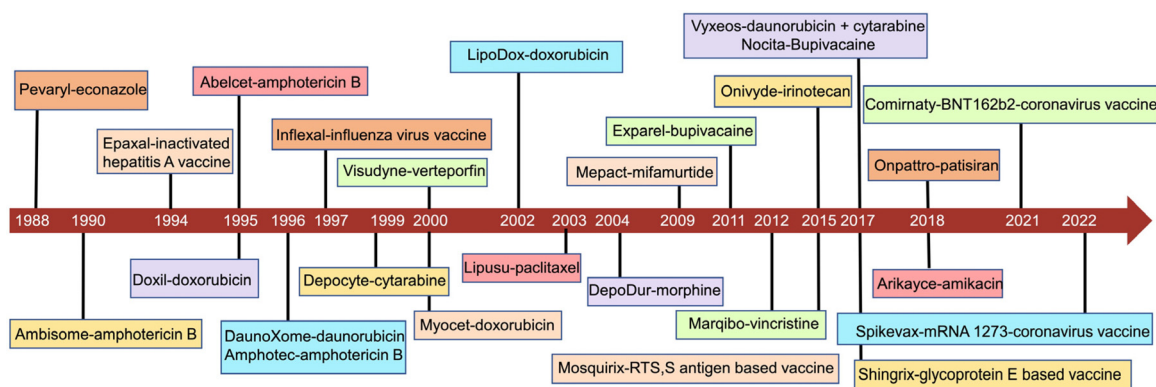 Vyxeos-daunorubicin + cytarabine
Nocita-Bupivacaine
LipoDox-doxorubicin
Pevaryl-econazole
Abelcet-amphotericin B
Onivyde-irinotecan
Comirnaty-BNT162b2-coronavirus vaccine
Epaxal-inactivated
hepatitis A vaccine
Inflexal-influenza virus vaccine
Exparel-bupivacaine
Visudyne-verteporfin
Mepact-mifamurtide
Onpattro-patisiran
1988 1990 1994 1995 1996 1997 1999 2000 2002 2003 2004 2009 2011 2012 2015 2017 2018 2021 2022
Doxil-doxorubicin
Depocyte-cytarabine
Lipusu-paclitaxel
DepoDur-morphine
Arikayce-amikacin
Ambisome-amphotericin B
DaunoXome-daunorubicin
Amphotec-amphotericin B
Myocet-doxorubicin
Marqibo-vincristine
Spikevax-mRNA 1273-coronavirus vaccine
Mosquirix-RTS,S antigen based vaccine
Shingrix-glycoprotein E based vaccine